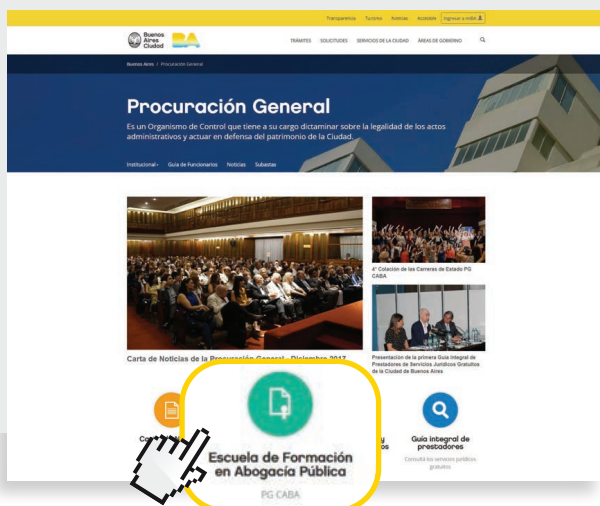 Transparencia Turismo Noticias Accesible Ingresar a miBA
Buenos
Aires
Ciudad
BA
TRÁMITES SOLICITUDES SERVICIOS DE LA CIUDAD ÁREAS DE GOBIERNO
Buenos Aires / Procuración General
Procuración General
Es un Organismo de Control que tiene a su cargo dictaminar sobre la legalidad de los actos
administrativos y actuar en defensa del patrimonio de la Ciudad.
Institucional Guía de Funcionarios Noticias Subastas
4° Colación de las Carreras de Estado PG
CABA
Carta de Noticias de la Procuración General - Diciembre 2017
Presentación de la primera Guía Integral de
Prestadores de Servicios Jurídicos Gratuitos
de la Ciudad de Buenos Aires
Escuela de Formación
en Abogacía Pública
PG CABA
y
os
Guía integral de
prestadores
Consultá los servicios jurídicos
gratuitos